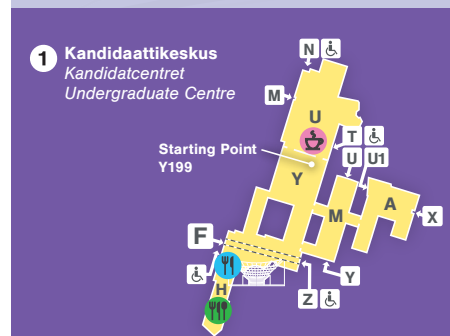 1 Kandidaattikeskus
Kandidatcentret
Undergraduate Centre
N
M
U
Starting Point
Y199
T
U U1
Y
A
M
X
F
H
Y
Z